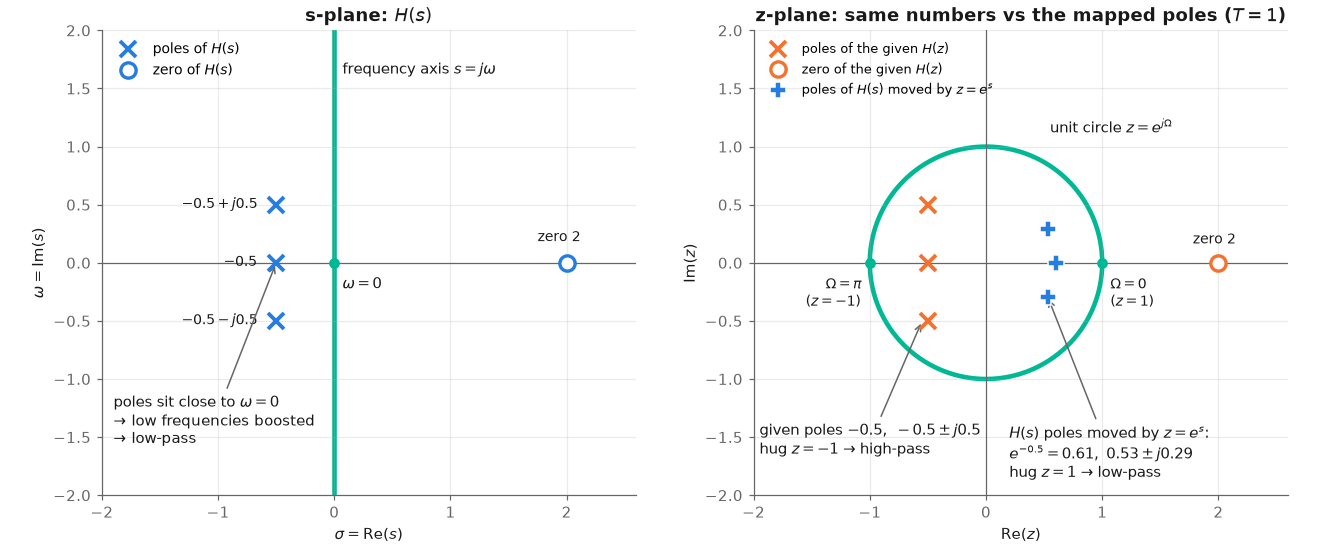 s-plane: H(s)
poles of H(s)
zero of H(s)
frequency axis s = jω
2.0
1.5
1.0
0.5
0.0
−0.5
−1.0
−1.5
−2.0
−0.5 + j0.5
−0.5
−0.5 − j0.5
zero 2
ω = 0
poles sit close to ω = 0
→ low frequencies boosted
→ low-pass
−2
−1
0
1
2
σ = Re(s)
ω = Im(s)
z-plane: same numbers vs the mapped poles (T = 1)
poles of the given H(z)
zero of the given H(z)
poles of H(s) moved by z = e^s
unit circle z = e^{jΩ}
2.0
1.5
1.0
0.5
0.0
−0.5
−1.0
−1.5
−2.0
zero 2
Ω = π
(z = −1)
Ω = 0
(z = 1)
given poles −0.5, −0.5 ± j0.5
hug z = −1 → high-pass
H(s) poles moved by z = e^s:
e^{−0.5} = 0.61, 0.53 ± j0.29
hug z = 1 → low-pass
−2
−1
0
1
2
Re(z)
Im(z)